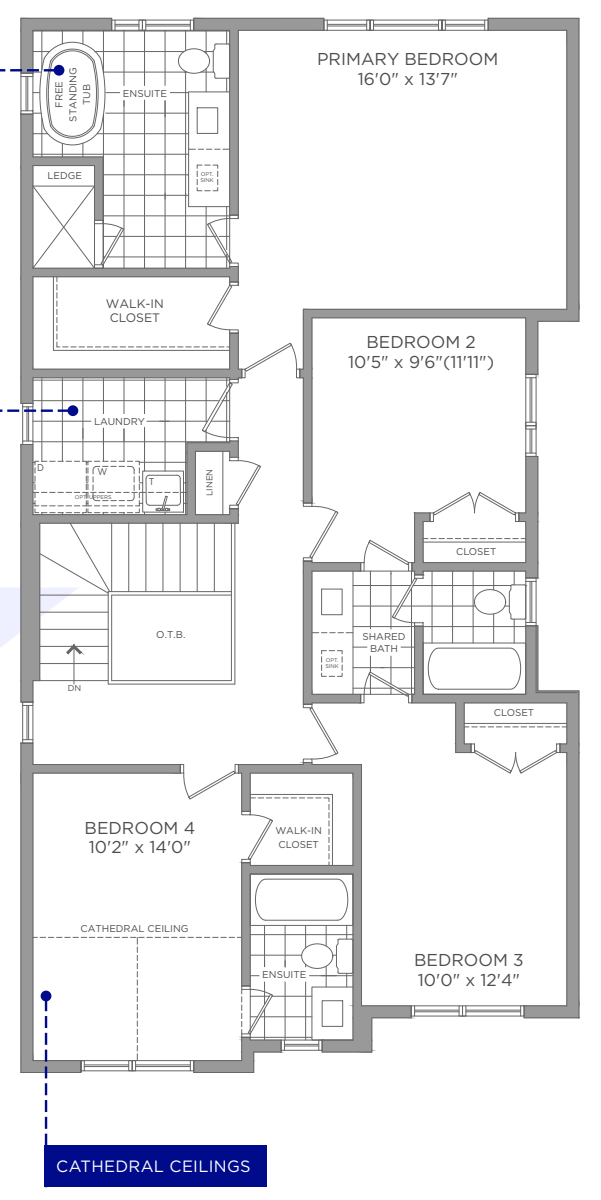 PRIMARY BEDROOM
16'0" x 13'7"
FREE
STANDING
TUB
ENSUITE
OPT.
SINK
LEDGE
WALK-IN
CLOSET
BEDROOM 2
10'5" x 9'6"(11'11")
LAUNDRY
D
W
T
OPT UPPERS
LINEN
CLOSET
O.T.B.
SHARED
BATH
OPT.
SINK
DN
CLOSET
BEDROOM 4
10'2" x 14'0"
WALK-IN
CLOSET
CATHEDRAL CEILING
ENSUITE
BEDROOM 3
10'0" x 12'4"
CATHEDRAL CEILINGS